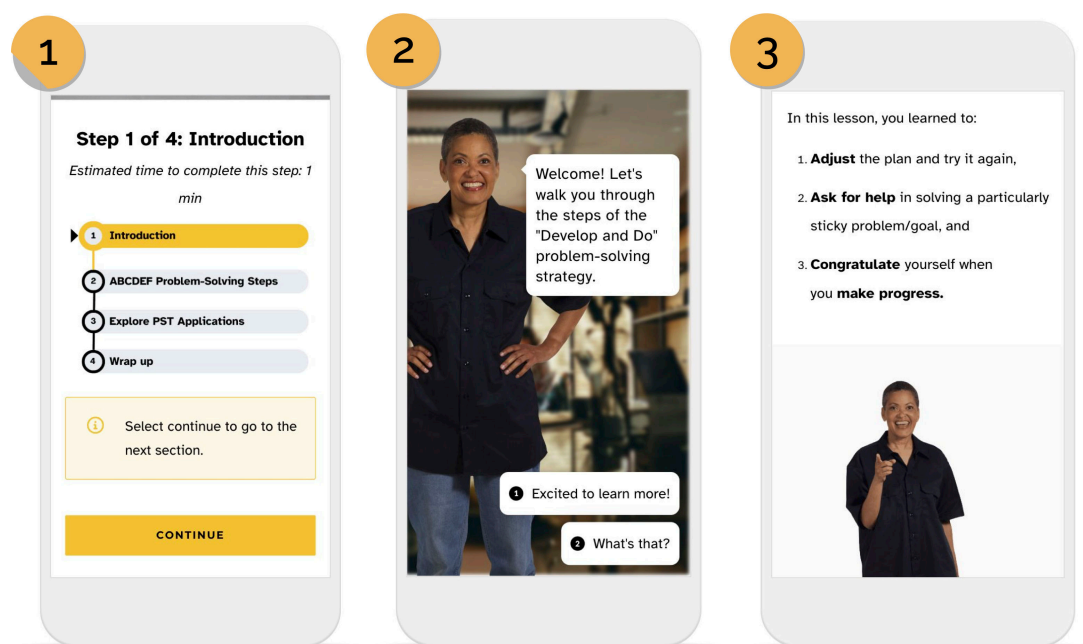 1
Step 1 of 4: Introduction
Estimated time to complete this step: 1
min
1 Introduction
2 ABCDEF Problem-Solving Steps
3 Explore PST Applications
4 Wrap up
i Select continue to go to the
next section.
CONTINUE
2
Welcome! Let's
walk you through
the steps of the
"Develop and Do"
problem-solving
strategy.
1 Excited to learn more!
2 What's that?
3
In this lesson, you learned to:
1. Adjust the plan and try it again,
2. Ask for help in solving a particularly
sticky problem/goal, and
3. Congratulate yourself when
you make progress.